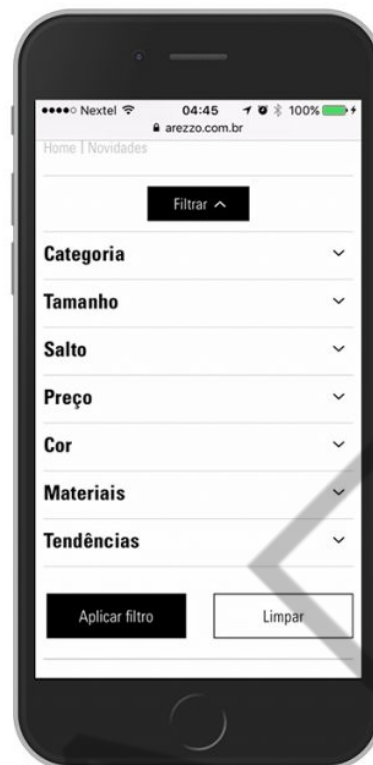 ●●●●○ Nextel 04:45 100%
arezzo.com.br
Home | Novidades
Filtrar
Categoria
Tamanho
Salto
Preço
Cor
Materiais
Tendências
Aplicar filtro Limpar